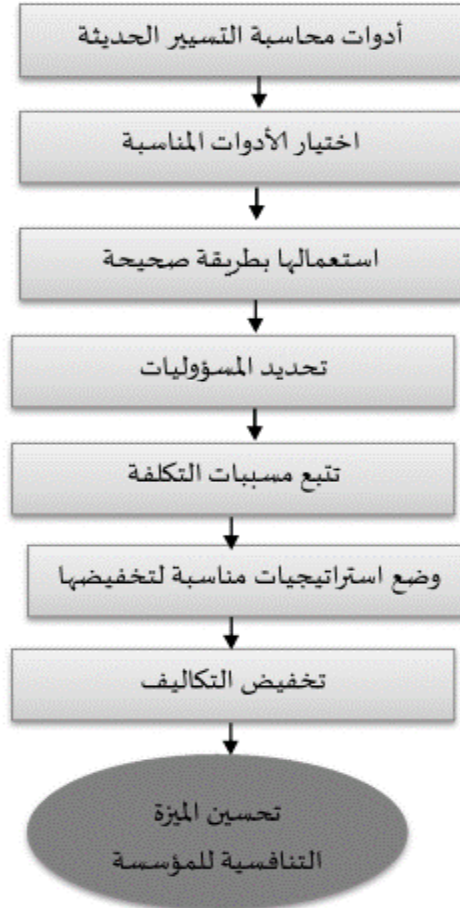 أدوات محاسبة التسيير الحديثة
اختيار الأدوات المناسبة
استعمالها بطريقة صحيحة
تحديد المسؤوليات
تتبع مسببات التكلفة
وضع استراتيجيات مناسبة لتخفيضها
تخفيض التكاليف
تحسين الميزة
التنافسية للمؤسسة